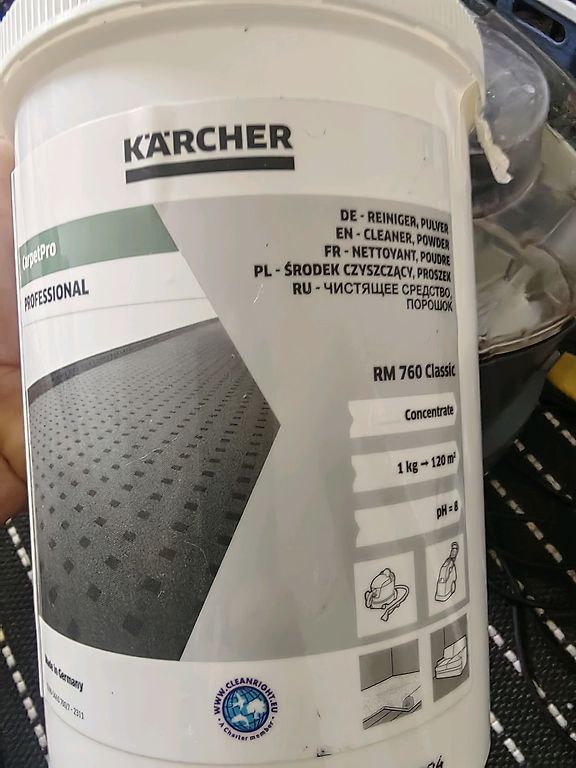 KÄRCHER
CarpetPro
PROFESSIONAL
DE - REINIGER, PULVER
EN - CLEANER, POWDER
FR - NETTOYANT, POUDRE
PL - ŚRODEK CZYSZCZĄCY, PROSZEK
RU - ЧИСТЯЩЕЕ СРЕДСТВО,
ПОРОШОК
RM 760 Classic
Concentrate
1 kg → 120 m²
pH = 8
Made in Germany
WWW.CLEANRIGHT.EU
• A Charter member •